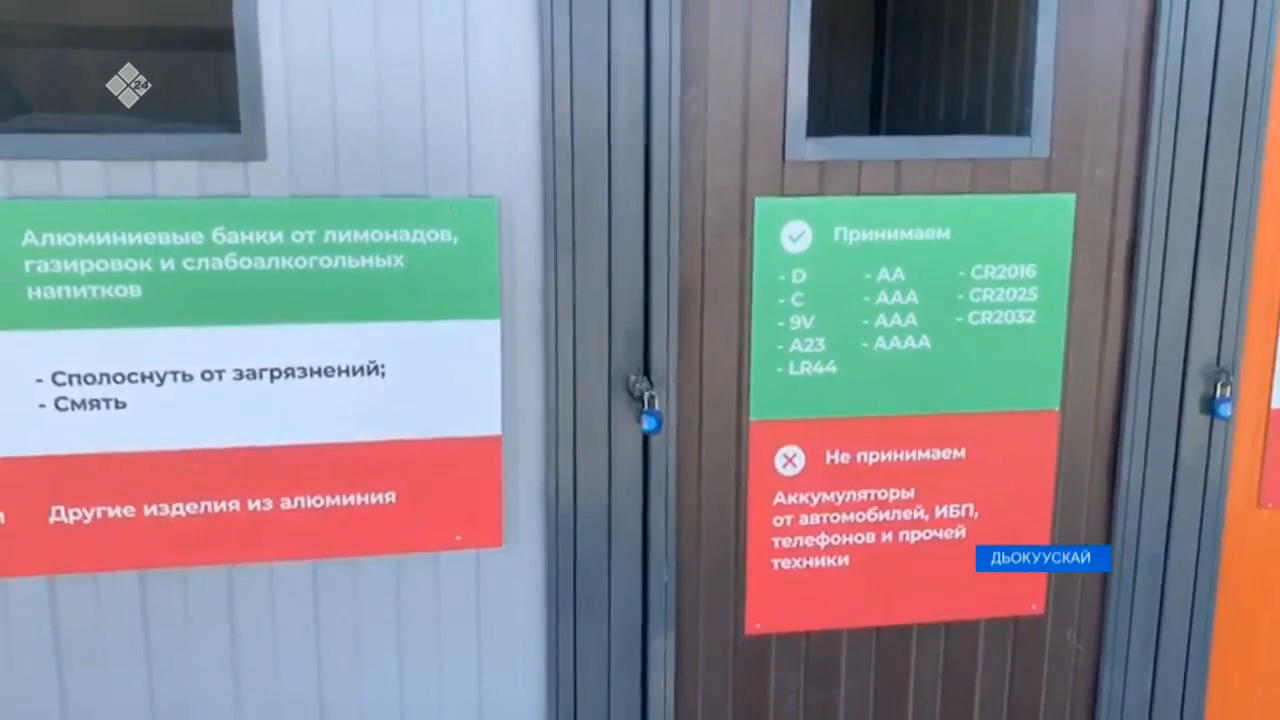 X24
Алюминиевые банки от лимонадов,
газировок и слабоалкогольных
напитков
- Сполоснуть от загрязнений;
- Смять
Другие изделия из алюминия
Принимаем
- D
- C
- 9V
- A23
- LR44
- AA
- AAA
- AAA
- AAAA
- CR2016
- CR2025
- CR2032
Не принимаем
Аккумуляторы
от автомобилей, ИБП,
телефонов и прочей
техники
ДЬОКУУСКАЙ